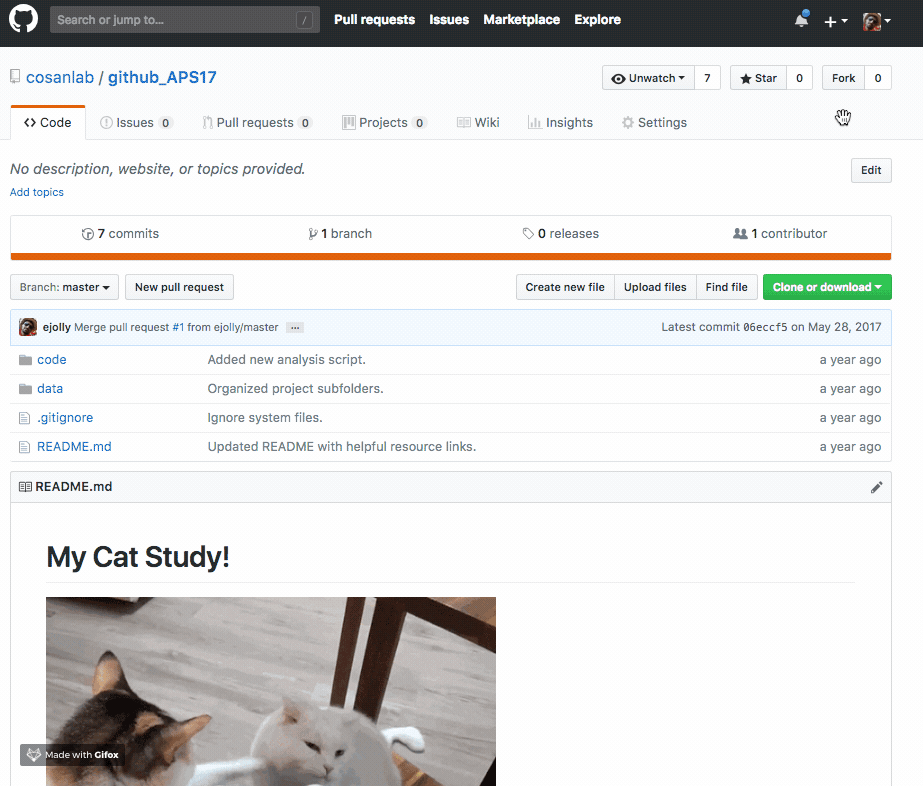 Search or jump to... / Pull requests Issues Marketplace Explore
cosanlab / github_APS17 Unwatch 7 Star 0 Fork 0
Code Issues 0 Pull requests 0 Projects 0 Wiki Insights Settings
No description, website, or topics provided. Edit
Add topics
7 commits 1 branch 0 releases 1 contributor
Branch: master New pull request Create new file Upload files Find file Clone or download
ejolly Merge pull request #1 from ejolly/master ... Latest commit 06eccf5 on May 28, 2017
code Added new analysis script. a year ago
data Organized project subfolders. a year ago
.gitignore Ignore system files. a year ago
README.md Updated README with helpful resource links. a year ago
README.md
My Cat Study!
Made with Gifox